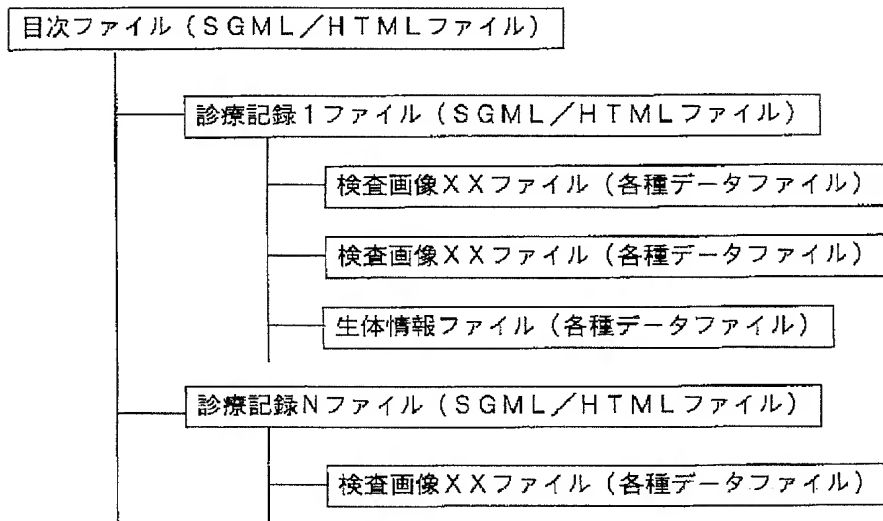 目次ファイル（ＳＧＭＬ／ＨＴＭＬファイル）
診療記録１ファイル（ＳＧＭＬ／ＨＴＭＬファイル）
検査画像ＸＸファイル（各種データファイル）
検査画像ＸＸファイル（各種データファイル）
生体情報ファイル（各種データファイル）
診療記録Ｎファイル（ＳＧＭＬ／ＨＴＭＬファイル）
検査画像ＸＸファイル（各種データファイル）